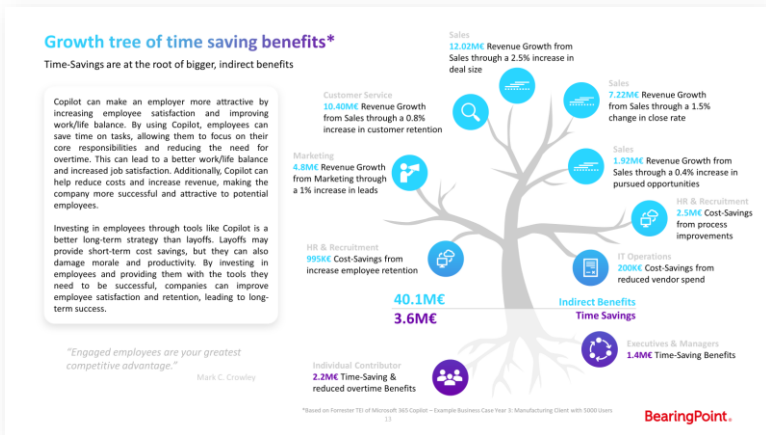 Growth tree of time saving benefits*
Time-Savings are at the root of bigger, indirect benefits
Copilot can make an employer more attractive by
increasing employee satisfaction and improving
work/life balance. By using Copilot, employees can
save time on tasks, allowing them to focus on their
core responsibilities and reducing the need for
overtime. This can lead to a better work/life balance
and increased job satisfaction. Additionally, Copilot can
help reduce costs and increase revenue, making the
company more successful and attractive to potential
employees.
Investing in employees through tools like Copilot is a
better long-term strategy than layoffs. Layoffs may
provide short-term cost savings, but they can also
damage morale and productivity. By investing in
employees and providing them with the tools they
need to be successful, companies can improve
employee satisfaction and retention, leading to long-
term success.
"Engaged employees are your greatest
competitive advantage."
Mark C. Crowley
Sales
12.02M€ Revenue Growth from
Sales through a 2.5% increase in
deal size
Customer Service
10.40M€ Revenue Growth
from Sales through a 0.8%
increase in customer retention
Sales
7.22M€ Revenue Growth
from Sales through a 1.5%
change in close rate
Marketing
4.8M€ Revenue Growth
from Marketing through
a 1% increase in leads
Sales
1.92M€ Revenue Growth from
Sales through a 0.4% increase in
pursued opportunities
HR & Recruitment
2.5M€ Cost-Savings
from process
improvements
HR & Recruitment
995K€ Cost-Savings from
increase employee retention
IT Operations
200K€ Cost-Savings from
reduced vendor spend
40.1M€
Indirect Benefits
3.6M€
Time Savings
Executives & Managers
1.4M€ Time-Saving Benefits
Individual Contributor
2.2M€ Time-Saving &
reduced overtime Benefits
*Based on Forrester TEI of Microsoft 365 Copilot – Example Business Case Year 3: Manufacturing Client with 5000 Users
13
BearingPoint.